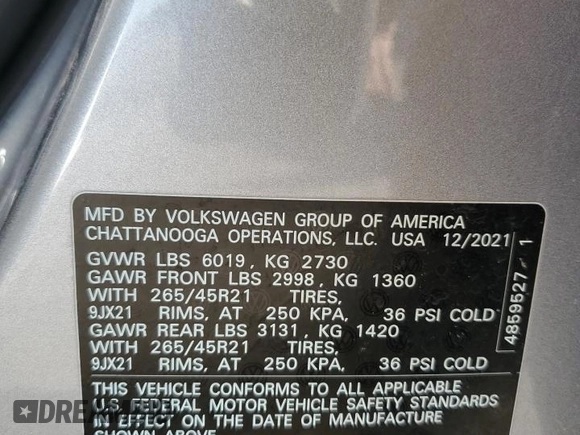 MFD BY VOLKSWAGEN GROUP OF AMERICA
CHATTANOOGA OPERATIONS, LLC. USA 12/2021
GVWR LBS 6019, KG 2730
GAWR FRONT LBS 2998, KG 1360
WITH 265/45R21 TIRES,
9JX21 RIMS, AT 250 KPA, 36 PSI COLD
GAWR REAR LBS 3131, KG 1420
WITH 265/45R21 TIRES,
9JX21 RIMS, AT 250 KPA, 36 PSI COLD
THIS VEHICLE CONFORMS TO ALL APPLICABLE
U.S. FEDERAL MOTOR VEHICLE SAFETY STANDARDS
IN EFFECT ON THE DATE OF MANUFACTURE
SHOWN ABOVE
4859527 1